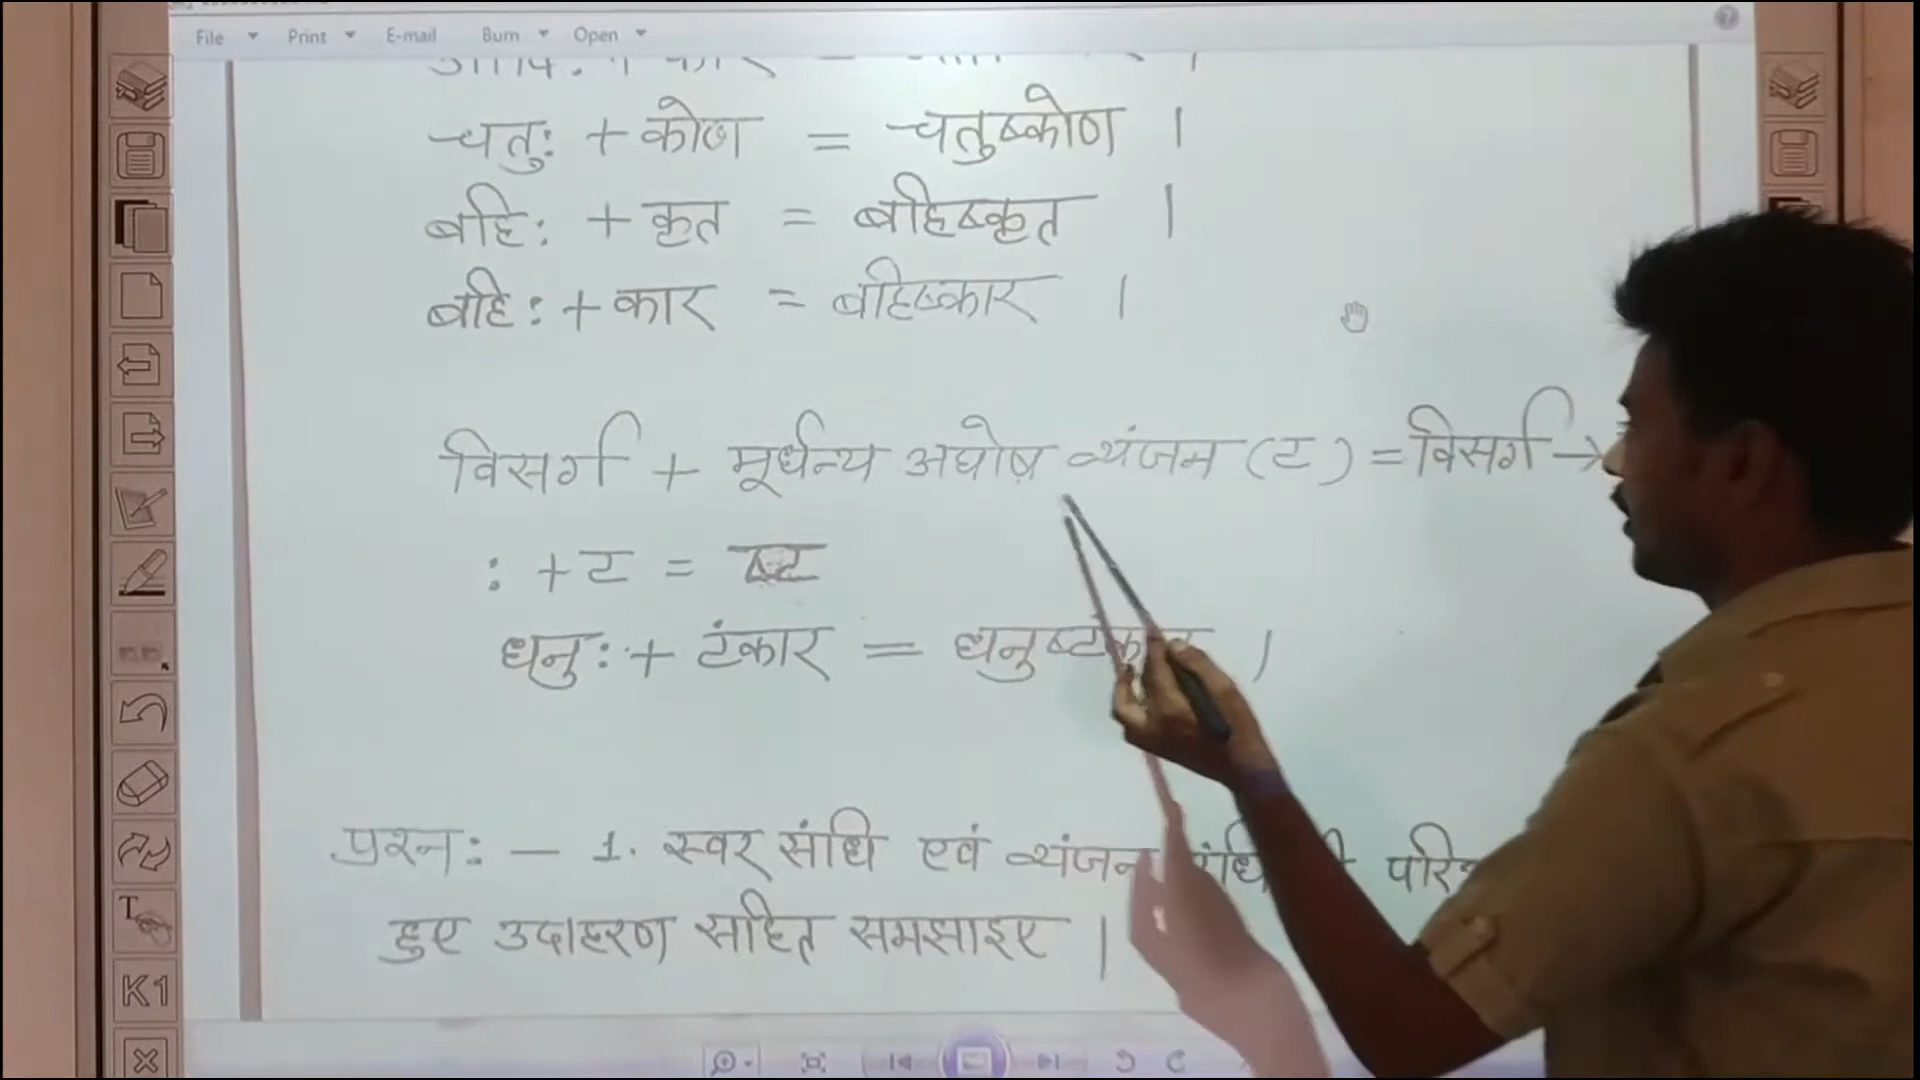 File Print E-mail Burn Open
चतुः + कोण = चतुष्कोण ।
बहिः + कृत = बहिष्कृत ।
बहिः + कार = बहिष्कार ।
विसर्ग + मूर्धन्य अघोष व्यंजन (ट) = विसर्ग →
: + ट = ष्ट
धनुः + टंकार = धनुष्टंकार ।
प्रश्नः – 1. स्वर संधि एवं व्यंजन संधि
हुए उदाहरण सहित समझाइए ।
K1